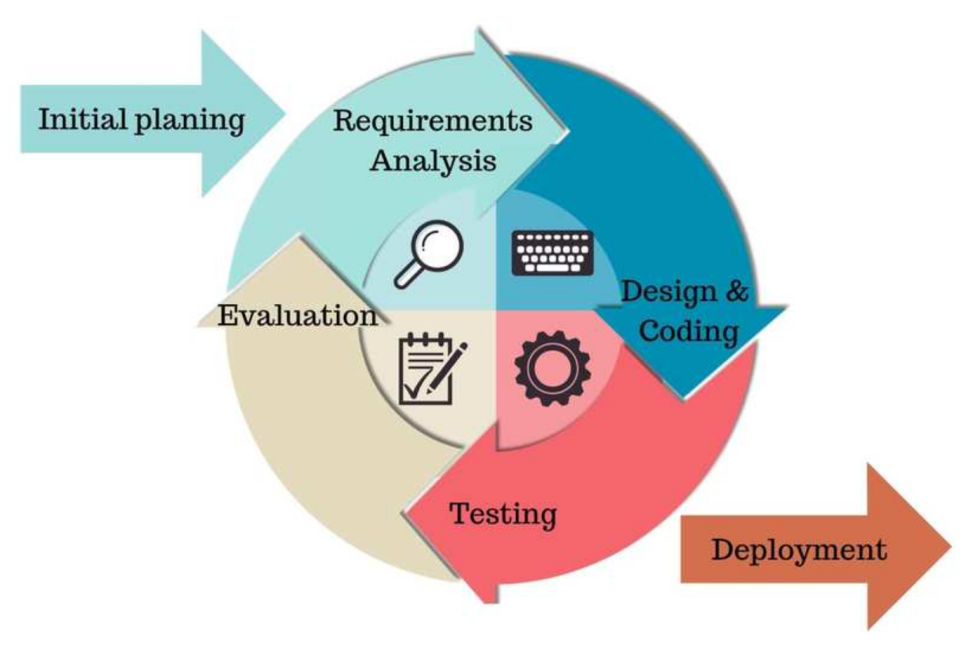 Initial planing
Requirements
Analysis
Design &
Coding
Testing
Evaluation
Deployment